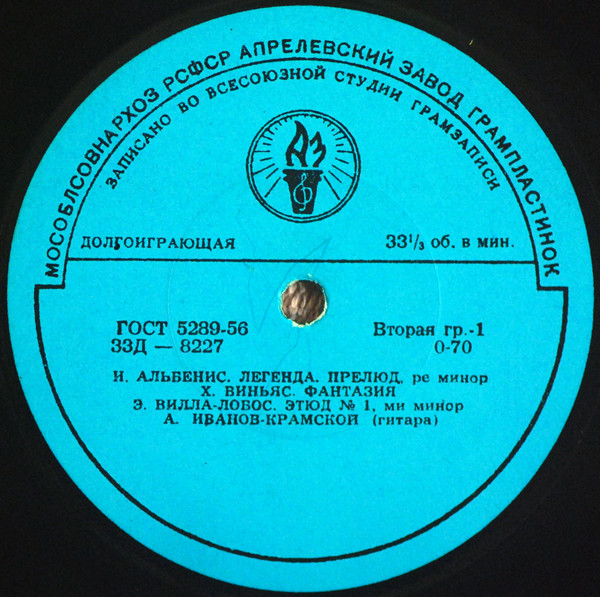 МОСОБЛСОВНАРХОЗ РСФСР АПРЕЛЕВСКИЙ ЗАВОД ГРАМПЛАСТИНОК
ЗАПИСАНО ВО ВСЕСОЮЗНОЙ СТУДИИ ГРАМЗАПИСИ
АЗ
ДОЛГОИГРАЮЩАЯ 33⅓ об. в мин.
ГОСТ 5289-56 Вторая гр.-1
33Д — 8227 0-70
И. АЛЬБЕНИС. ЛЕГЕНДА. ПРЕЛЮД, ре минор
Х. ВИНЬЯС. ФАНТАЗИЯ
Э. ВИЛЛА-ЛОБОС. ЭТЮД № 1, ми минор
А. ИВАНОВ-КРАМСКОЙ (гитара)